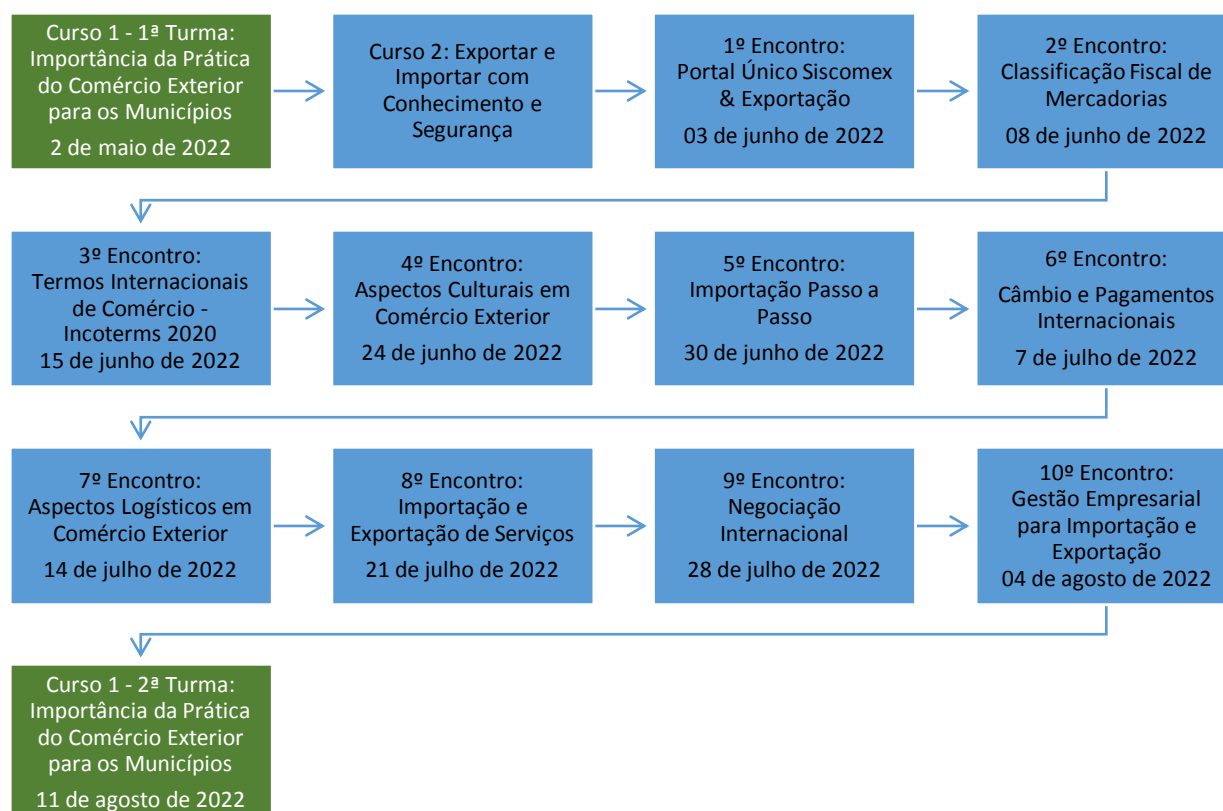 Curso 1 - 1ª Turma:
Importância da Prática
do Comércio Exterior
para os Municípios
2 de maio de 2022
Curso 2: Exportar e
Importar com
Conhecimento e
Segurança
1º Encontro:
Portal Único Siscomex
& Exportação
03 de junho de 2022
2º Encontro:
Classificação Fiscal de
Mercadorias
08 de junho de 2022
3º Encontro:
Termos Internacionais
de Comércio -
Incoterms 2020
15 de junho de 2022
4º Encontro:
Aspectos Culturais em
Comércio Exterior
24 de junho de 2022
5º Encontro:
Importação Passo a
Passo
30 de junho de 2022
6º Encontro:
Câmbio e Pagamentos
Internacionais
7 de julho de 2022
7º Encontro:
Aspectos Logísticos em
Comércio Exterior
14 de julho de 2022
8º Encontro:
Importação e
Exportação de Serviços
21 de julho de 2022
9º Encontro:
Negociação
Internacional
28 de julho de 2022
10º Encontro:
Gestão Empresarial
para Importação e
Exportação
04 de agosto de 2022
Curso 1 - 2ª Turma:
Importância da Prática
do Comércio Exterior
para os Municípios
11 de agosto de 2022